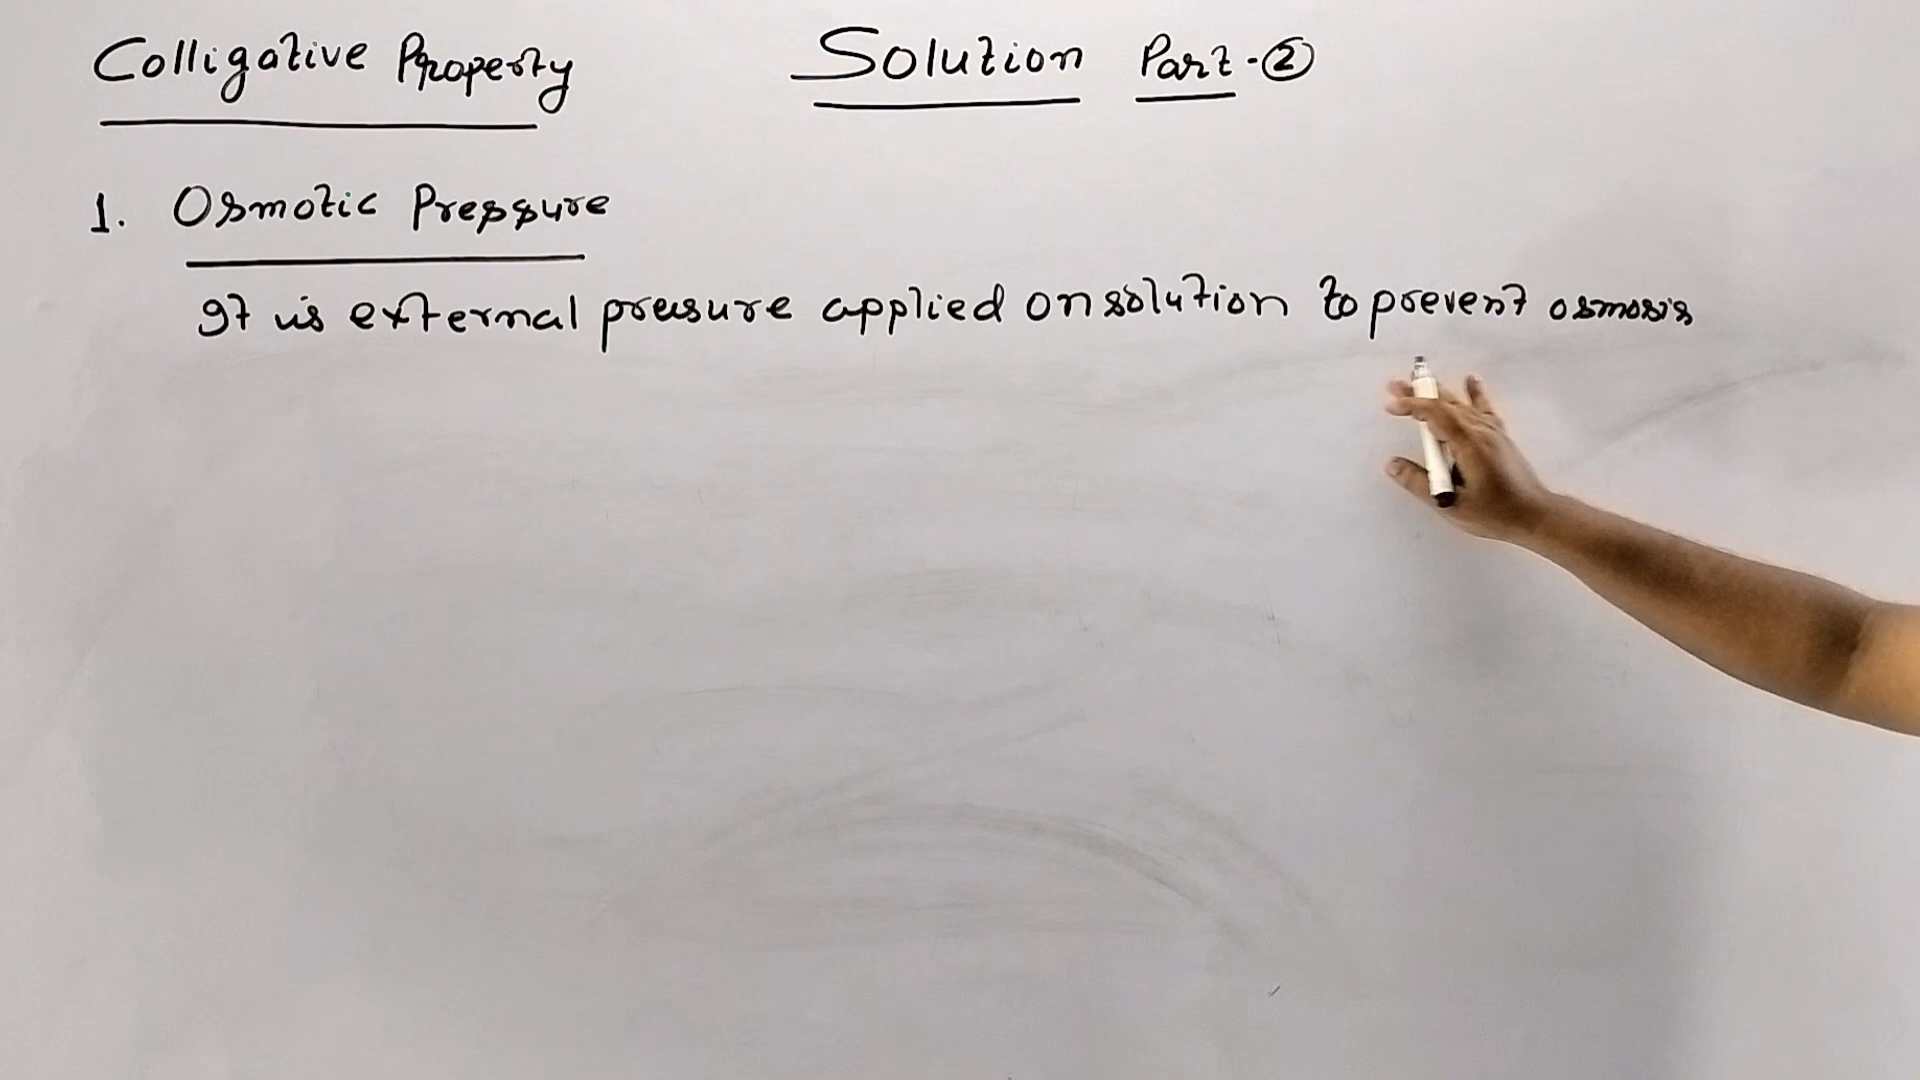 Colligative Property
Solution Part-②
1. Osmotic Pressure
It is external pressure applied on solution to prevent osmosis